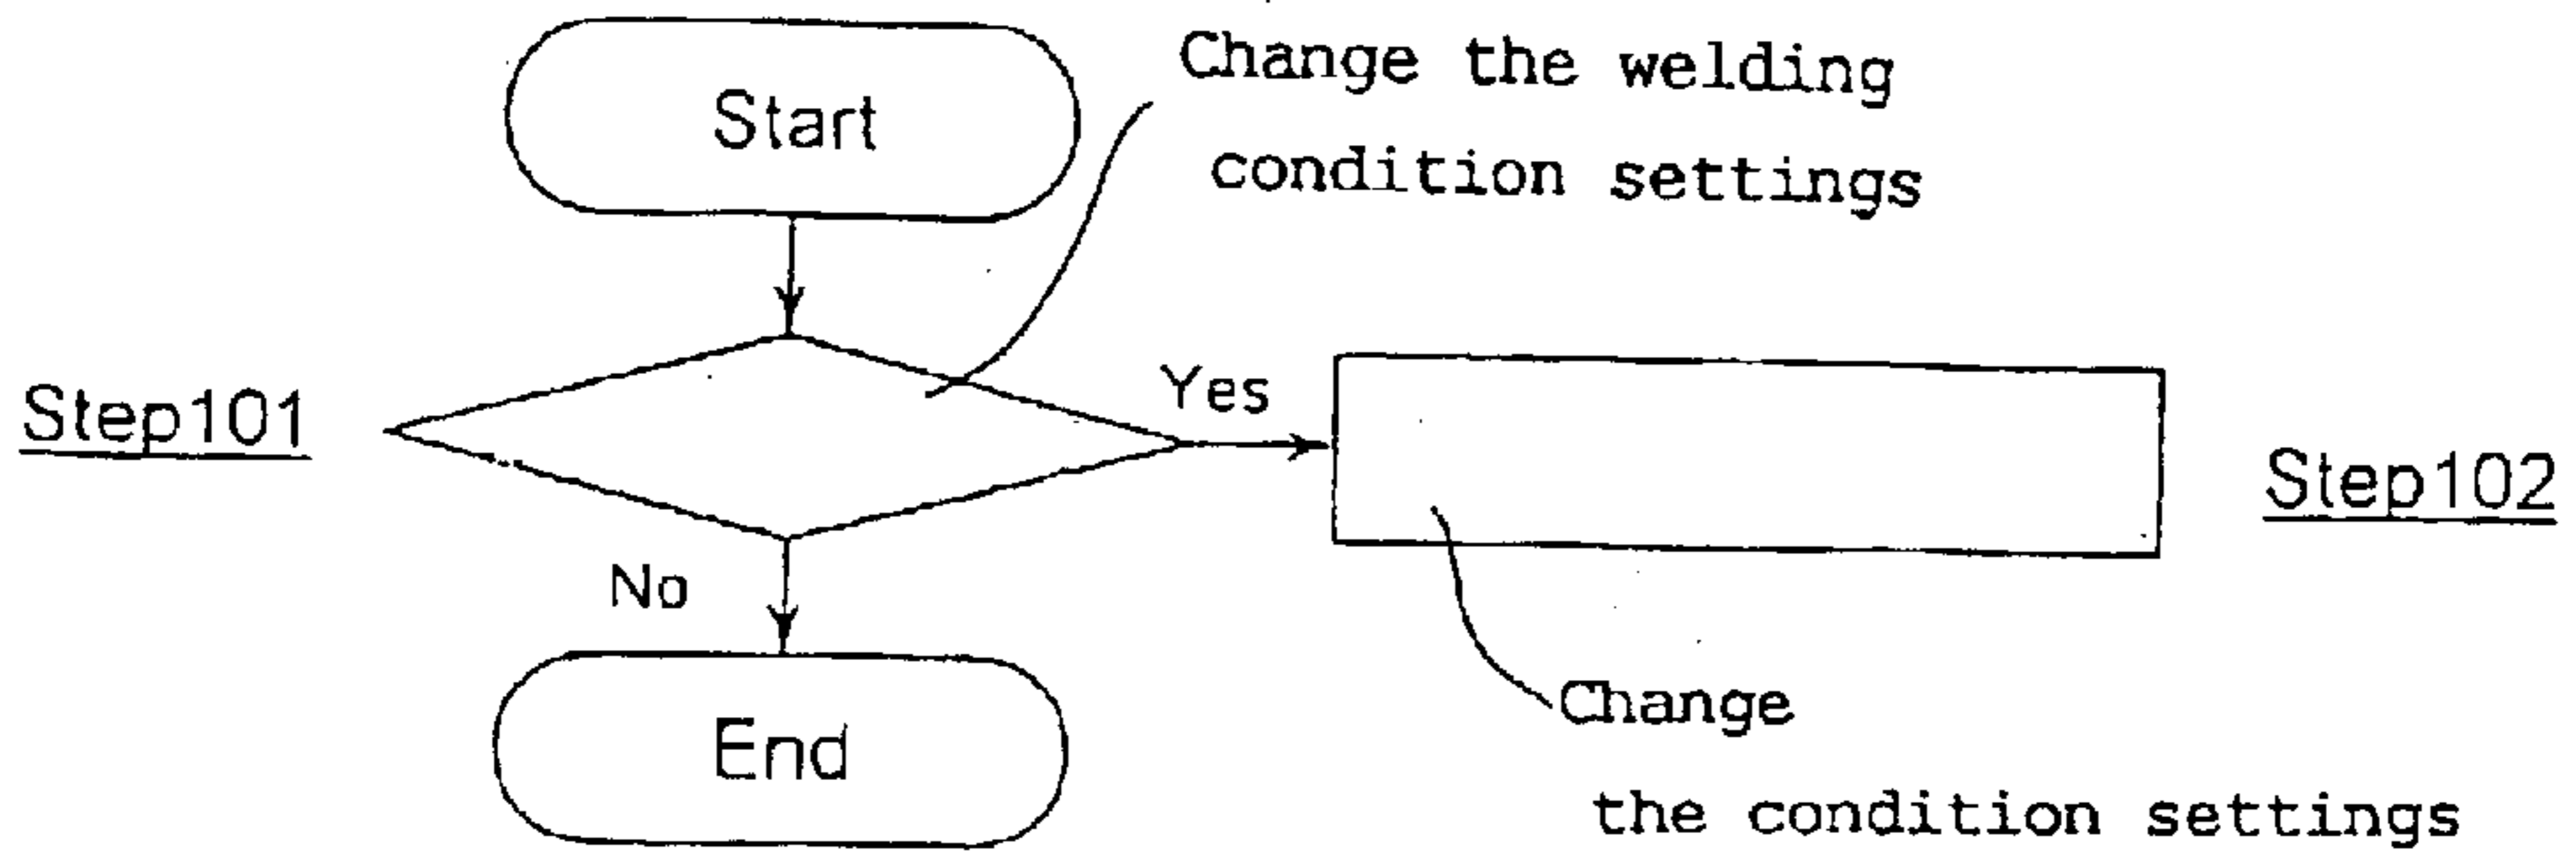 Start
Change the welding
condition settings
Step101
Yes
Step102
No
Change
the condition settings
End